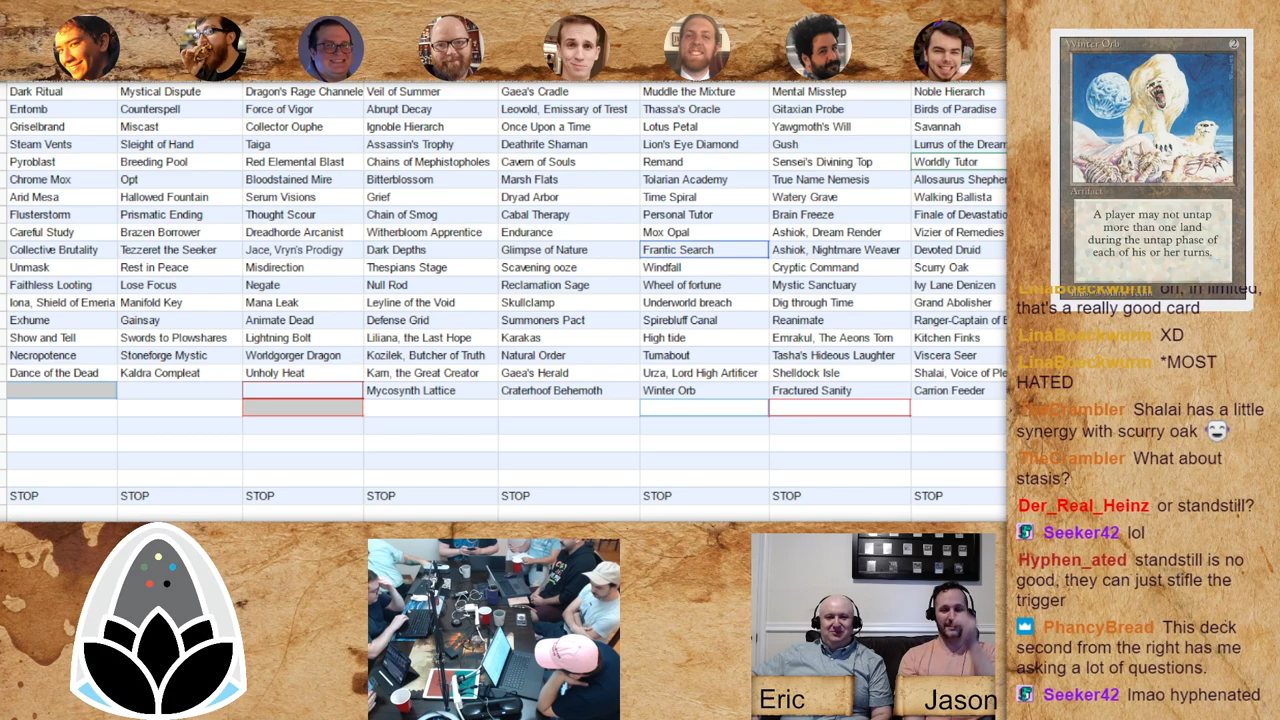 Dark Ritual Mystical Dispute Dragon's Rage Channele Veil of Summer Gaea's Cradle Muddle the Mixture Mental Misstep Noble Hierarch
Entomb Counterspell Force of Vigor Abrupt Decay Leovold, Emissary of Trest Thassa's Oracle Gitaxian Probe Birds of Paradise
Griselbrand Miscast Collector Ouphe Ignoble Hierarch Once Upon a Time Lotus Petal Yawgmoth's Will Savannah
Steam Vents Sleight of Hand Taiga Assassin's Trophy Deathrite Shaman Lion's Eye Diamond Gush Lurrus of the Dream
Pyroblast Breeding Pool Red Elemental Blast Chains of Mephistopheles Cavern of Souls Remand Sensei's Divining Top Worldly Tutor
Chrome Mox Opt Bloodstained Mire Bitterblossom Marsh Flats Tolarian Academy True Name Nemesis Allosaurus Shepher
Arid Mesa Hallowed Fountain Serum Visions Grief Dryad Arbor Time Spiral Watery Grave Walking Ballista
Flusterstorm Prismatic Ending Thought Scour Chain of Smog Cabal Therapy Personal Tutor Brain Freeze Finale of Devastatio
Careful Study Brazen Borrower Dreadhorde Arcanist Witherbloom Apprentice Endurance Mox Opal Ashiok, Dream Render Vizier of Remedies
Collective Brutality Tezzeret the Seeker Jace, Vryn's Prodigy Dark Depths Glimpse of Nature Frantic Search Ashiok, Nightmare Weaver Devoted Druid
Unmask Rest in Peace Misdirection Thespians Stage Scavening ooze Windfall Cryptic Command Scurry Oak
Faithless Looting Lose Focus Negate Null Rod Reclamation Sage Wheel of fortune Mystic Sanctuary Ivy Lane Denizen
Iona, Shield of Emeria Manifold Key Mana Leak Leyline of the Void Skullclamp Underworld breach Dig through Time Grand Abolisher
Exhume Gainsay Animate Dead Defense Grid Summoners Pact Spirebluff Canal Reanimate Ranger-Captain of E
Show and Tell Swords to Plowshares Lightning Bolt Liliana, the Last Hope Karakas High tide Emrakul, The Aeons Torn Kitchen Finks
Necropotence Stoneforge Mystic Worldgorger Dragon Kozilek, Butcher of Truth Natural Order Turnabout Tasha's Hideous Laughter Viscera Seer
Dance of the Dead Kaldra Compleat Unholy Heat Karn, the Great Creator Gaea's Herald Urza, Lord High Artificer Shelldock Isle Shalai, Voice of Ple
Mycosynth Lattice Craterhoof Behemoth Winter Orb Fractured Sanity Carrion Feeder
STOP STOP STOP STOP STOP STOP STOP STOP
Winter Orb 2
Artifact
A player may not untap
more than one land
during the untap phase of
each of his or her turns.
LinaBoeckwurm oh, in limited,
that's a really good card
LinaBoeckwurm XD
LinaBoeckwurm *MOST
HATED
TheCrambler Shalai has a little
synergy with scurry oak
TheCrambler What about
stasis?
Der_Real_Heinz or standstill?
Seeker42 lol
Hyphen_ated standstill is no
good, they can just stifle the
trigger
PhancyBread This deck
second from the right has me
asking a lot of questions.
Seeker42 lmao hyphenated
Eric
Jason